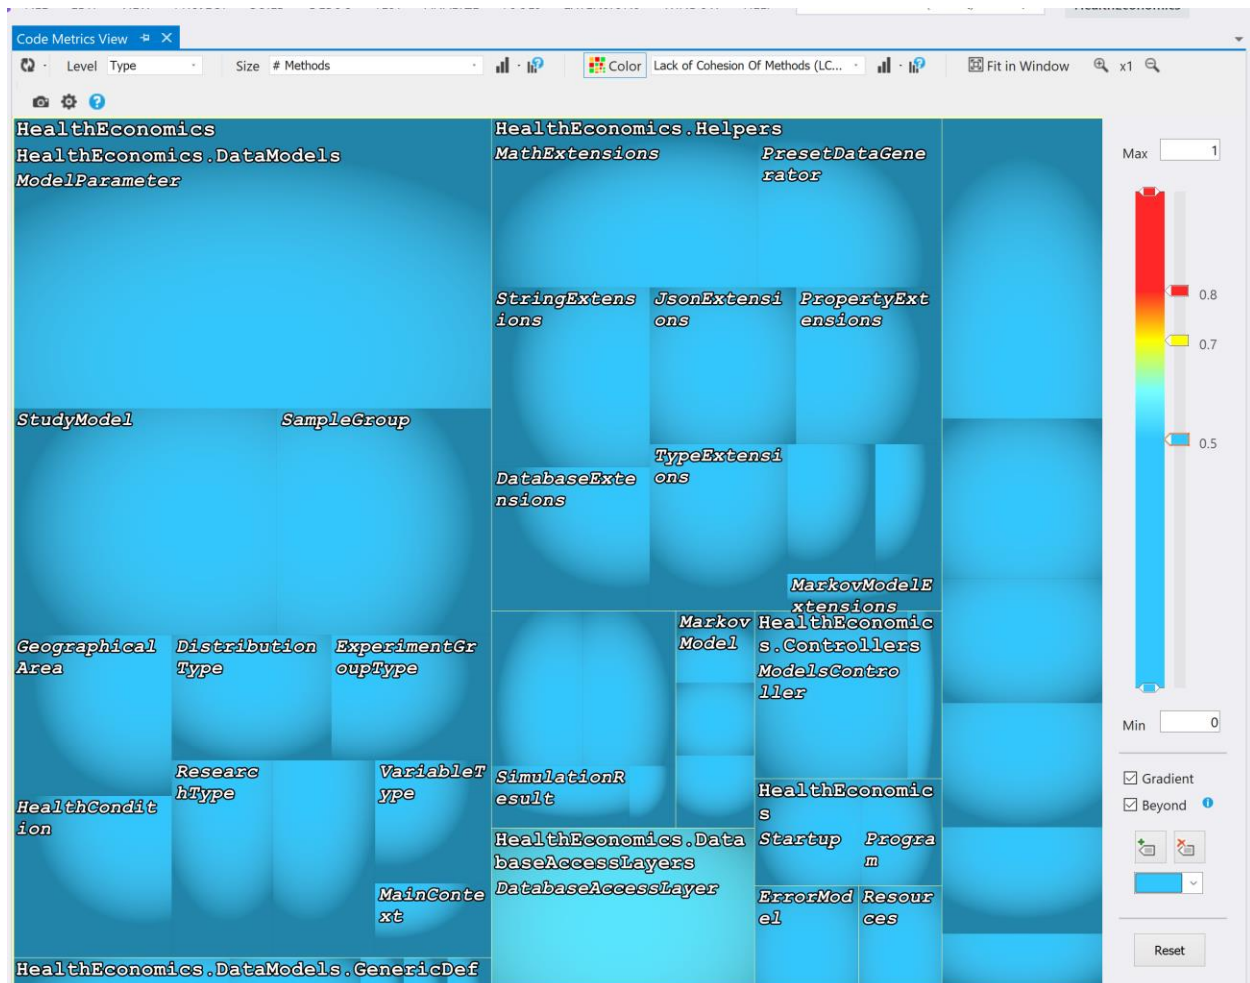 Code Metrics View
Level Type Size # Methods Color Lack of Cohesion Of Methods (LC... Fit in Window x1
HealthEconomics
HealthEconomics.DataModels
ModelParameter
HealthEconomics.Helpers
MathExtensions
PresetDataGene
rator
StringExtens
ions
JsonExtensi
ons
PropertyExt
ensions
StudyModel
SampleGroup
DatabaseExte
nsions
TypeExtensi
ons
MarkovModelE
xtensions
Geographical
Area
Distribution
Type
ExperimentGr
oupType
Markov
Model
HealthEconomic
s.Controllers
ModelsContro
ller
HealthCondit
ion
Researc
hType
VariableT
ype
SimulationR
esult
HealthEconomic
s
Startup
Progra
m
MainConte
xt
HealthEconomics.Data
baseAccessLayers
DatabaseAccessLayer
ErrorMod
el
Resour
ces
HealthEconomics.DataModels.GenericDef
Max 1
0.8
0.7
0.5
Min 0
Gradient
Beyond
Reset